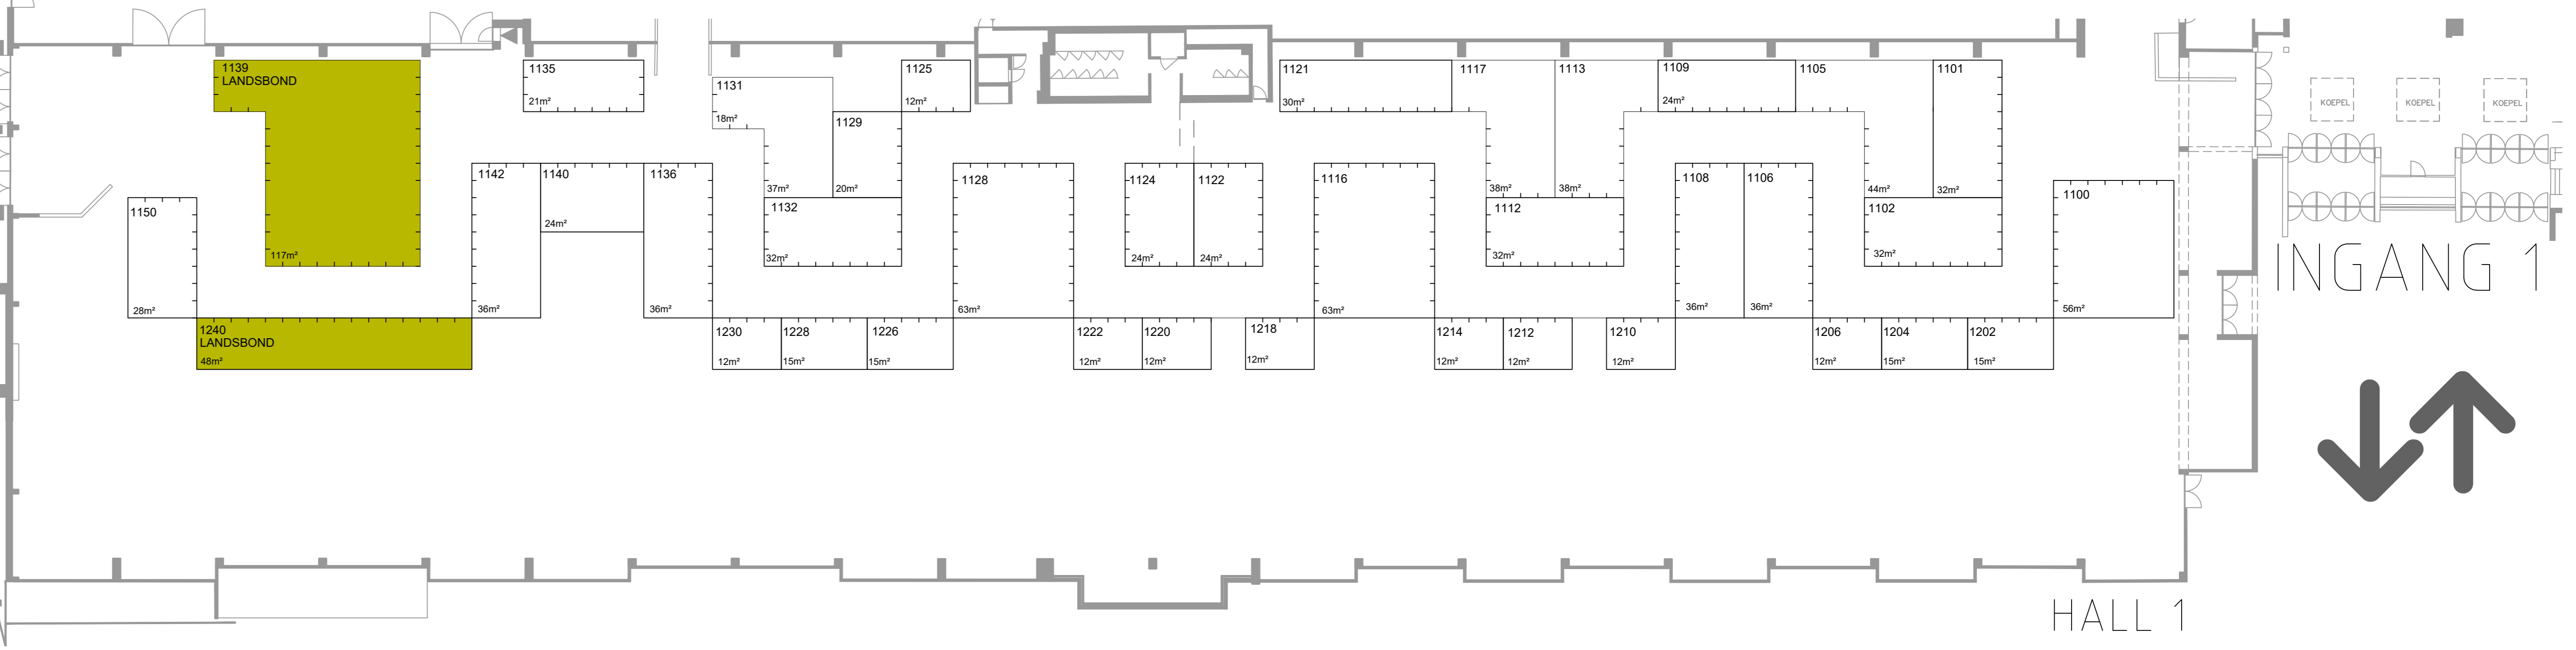 1139
LANDSBOND
117m²
1135
21m²
1131
18m²
37m²
1125
12m²
1129
20m²
1121
30m²
1117
38m²
1113
38m²
1109
24m²
1105
44m²
1101
32m²
KOEPEL
KOEPEL
KOEPEL
1150
28m²
1142
36m²
1140
24m²
1136
36m²
1132
32m²
1128
63m²
1124
24m²
1122
24m²
1116
63m²
1112
32m²
1108
36m²
1106
36m²
1102
32m²
1100
56m²
INGANG 1
1240
LANDSBOND
48m²
1230
12m²
1228
15m²
1226
15m²
1222
12m²
1220
12m²
1218
12m²
1214
12m²
1212
12m²
1210
12m²
1206
12m²
1204
15m²
1202
15m²
HALL 1